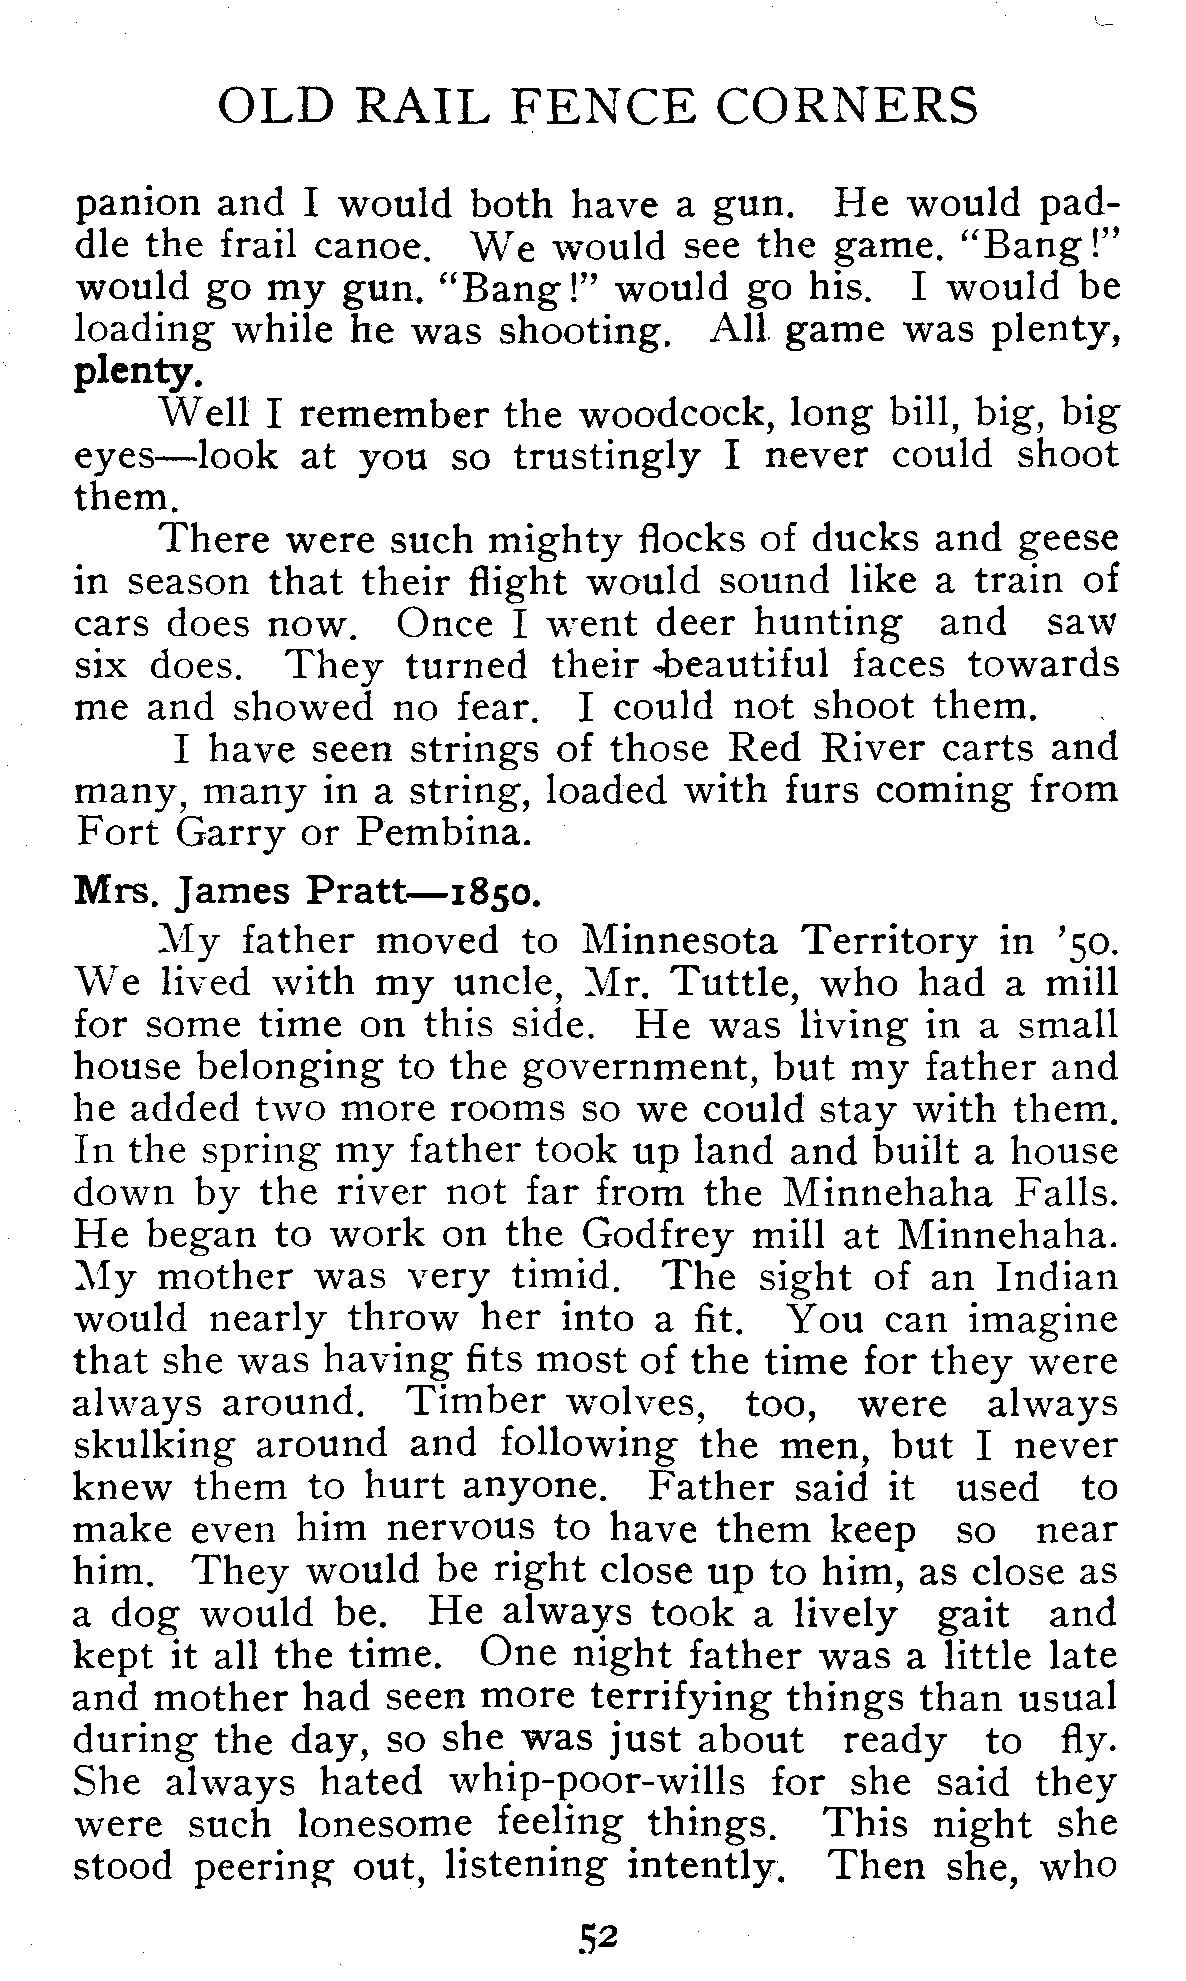 OLD RAIL FENCE CORNERS
panion and I would both have a gun. He would pad-
dle the frail canoe. We would see the game. "Bang!"
would go my gun. "Bang!" would go his. I would be
loading while he was shooting. All game was plenty,
plenty.
Well I remember the woodcock, long bill, big, big
eyes—look at you so trustingly I never could shoot
them.
There were such mighty flocks of ducks and geese
in season that their flight would sound like a train of
cars does now. Once I went deer hunting and saw
six does. They turned their beautiful faces towards
me and showed no fear. I could not shoot them.
I have seen strings of those Red River carts and
many, many in a string, loaded with furs coming from
Fort Garry or Pembina.
Mrs. James Pratt—1850.
My father moved to Minnesota Territory in '50.
We lived with my uncle, Mr. Tuttle, who had a mill
for some time on this side. He was living in a small
house belonging to the government, but my father and
he added two more rooms so we could stay with them.
In the spring my father took up land and built a house
down by the river not far from the Minnehaha Falls.
He began to work on the Godfrey mill at Minnehaha.
My mother was very timid. The sight of an Indian
would nearly throw her into a fit. You can imagine
that she was having fits most of the time for they were
always around. Timber wolves, too, were always
skulking around and following the men, but I never
knew them to hurt anyone. Father said it used to
make even him nervous to have them keep so near
him. They would be right close up to him, as close as
a dog would be. He always took a lively gait and
kept it all the time. One night father was a little late
and mother had seen more terrifying things than usual
during the day, so she was just about ready to fly.
She always hated whip-poor-wills for she said they
were such lonesome feeling things. This night she
stood peering out, listening intently. Then she, who
52